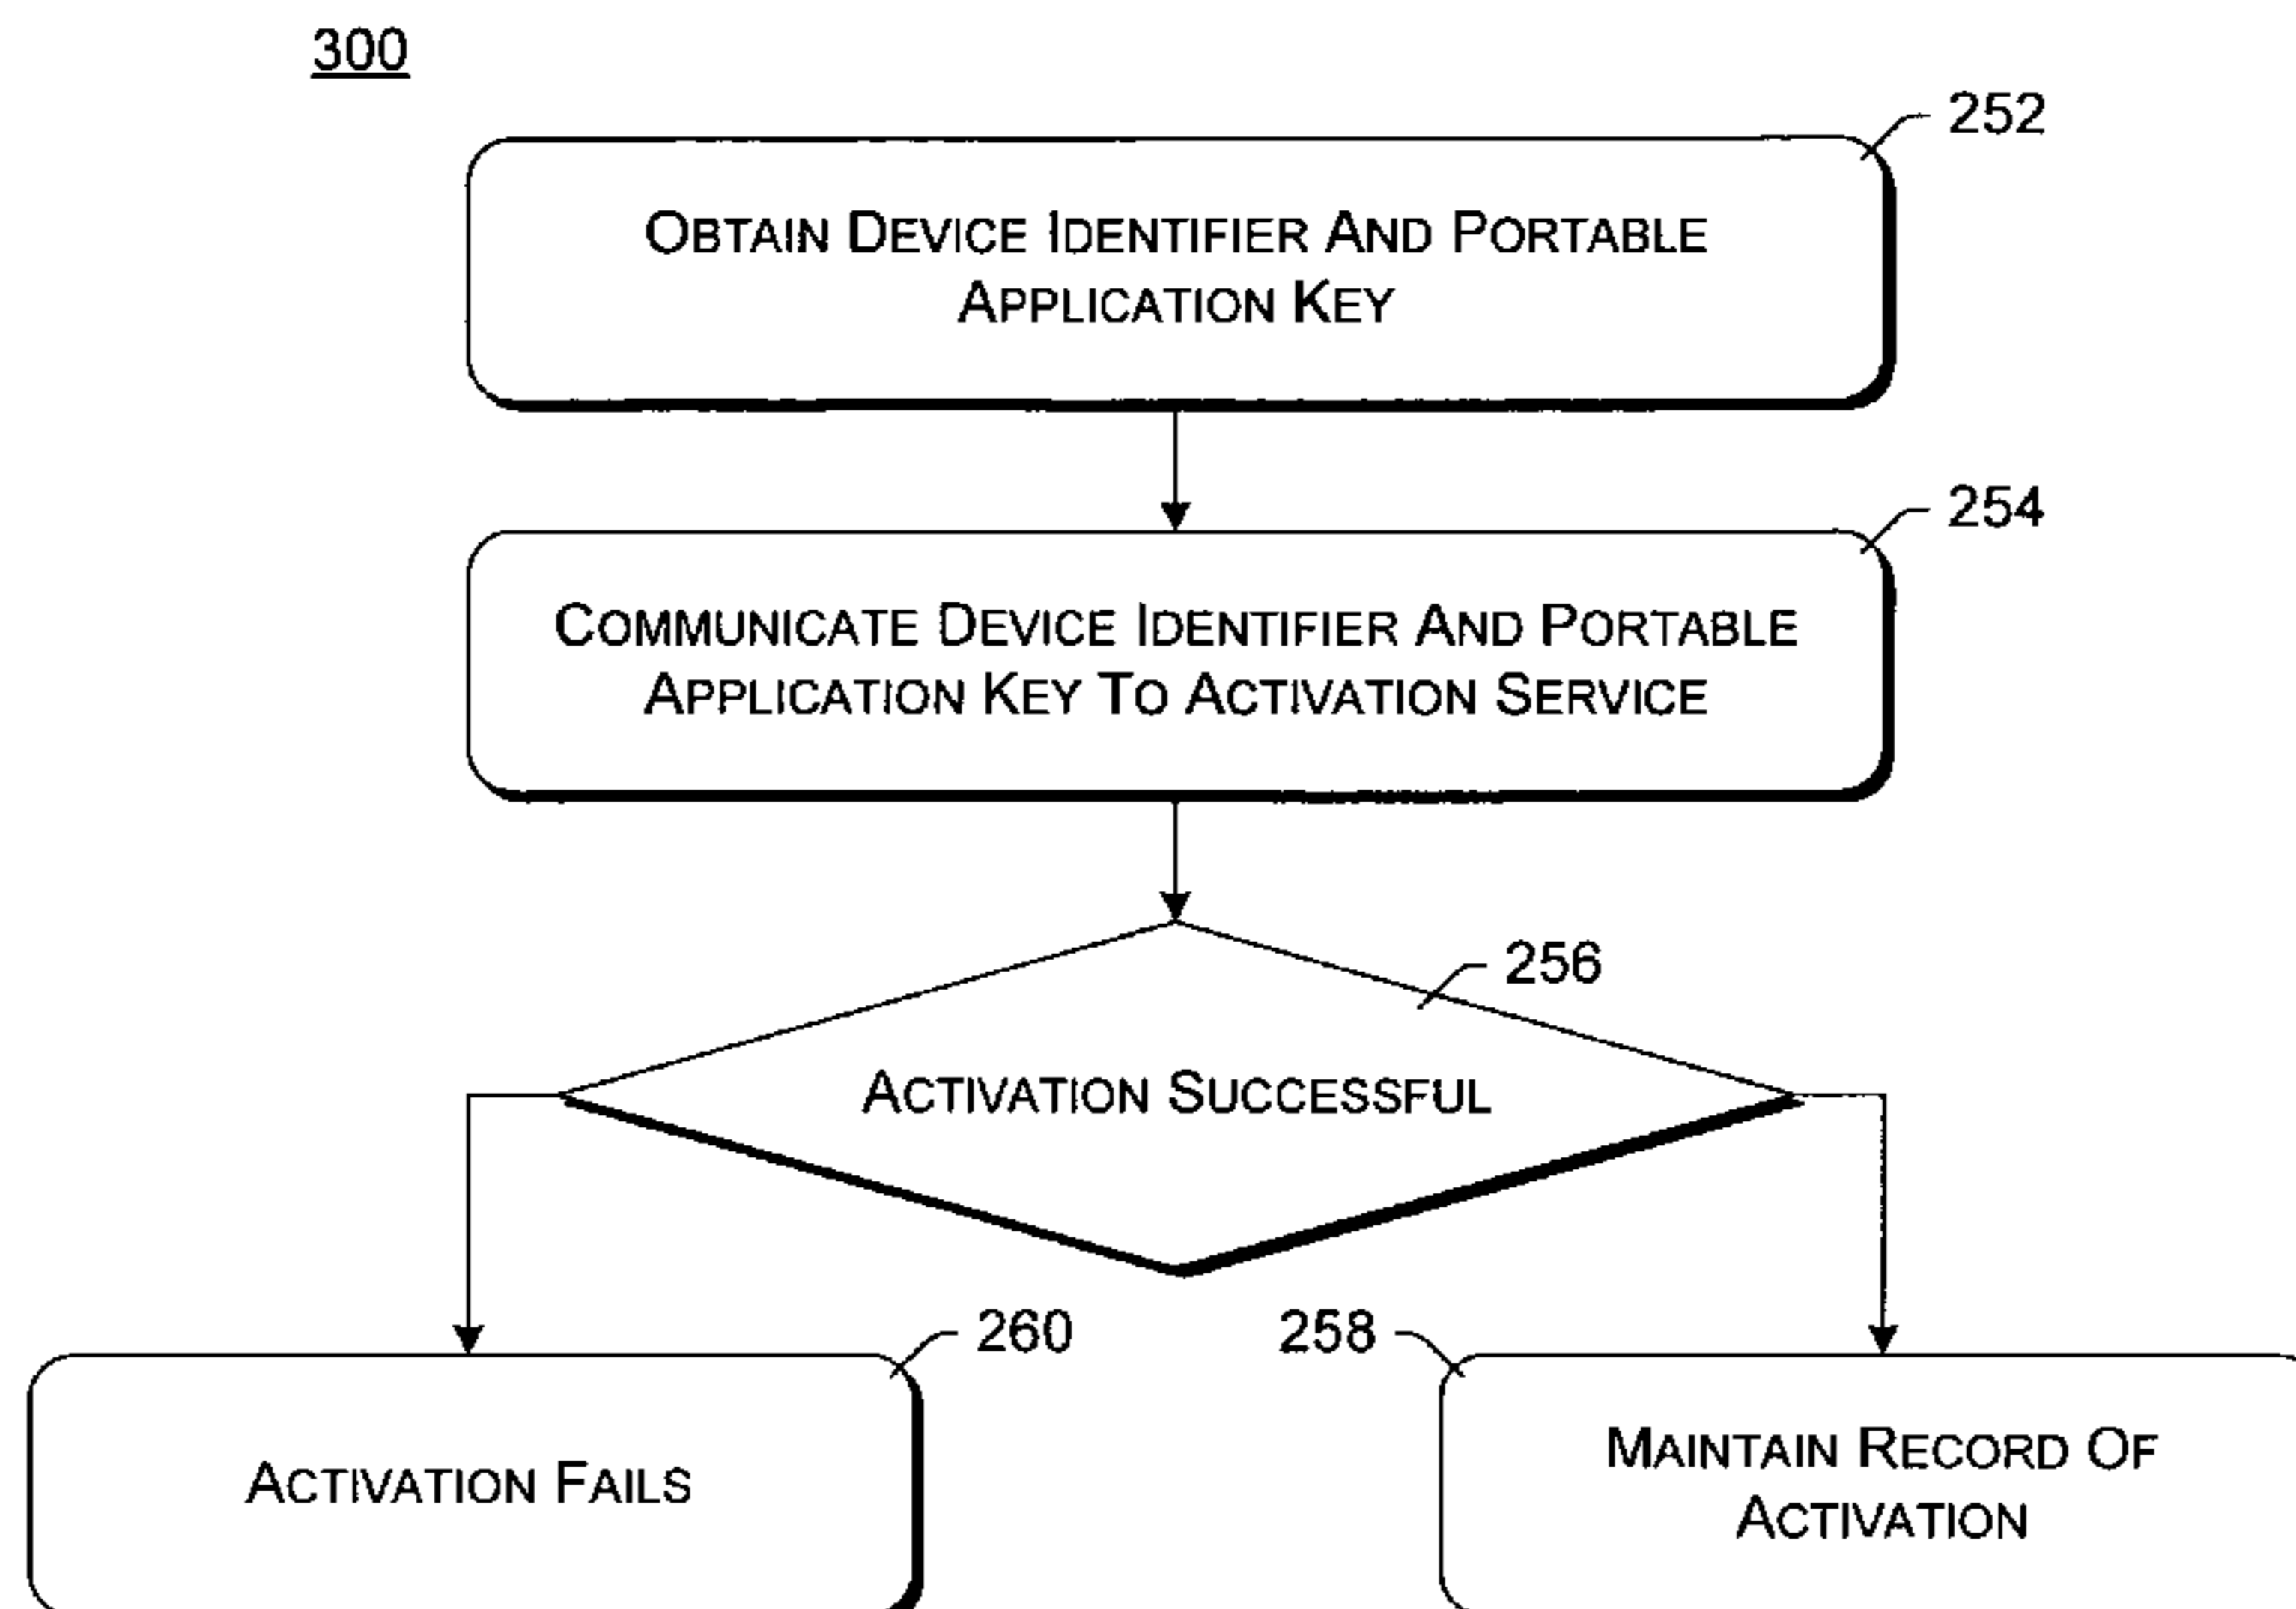 300
252
OBTAIN DEVICE IDENTIFIER AND PORTABLE
APPLICATION KEY
254
COMMUNICATE DEVICE IDENTIFIER AND PORTABLE
APPLICATION KEY TO ACTIVATION SERVICE
256
ACTIVATION SUCCESSFUL
260
258
ACTIVATION FAILS
MAINTAIN RECORD OF
ACTIVATION